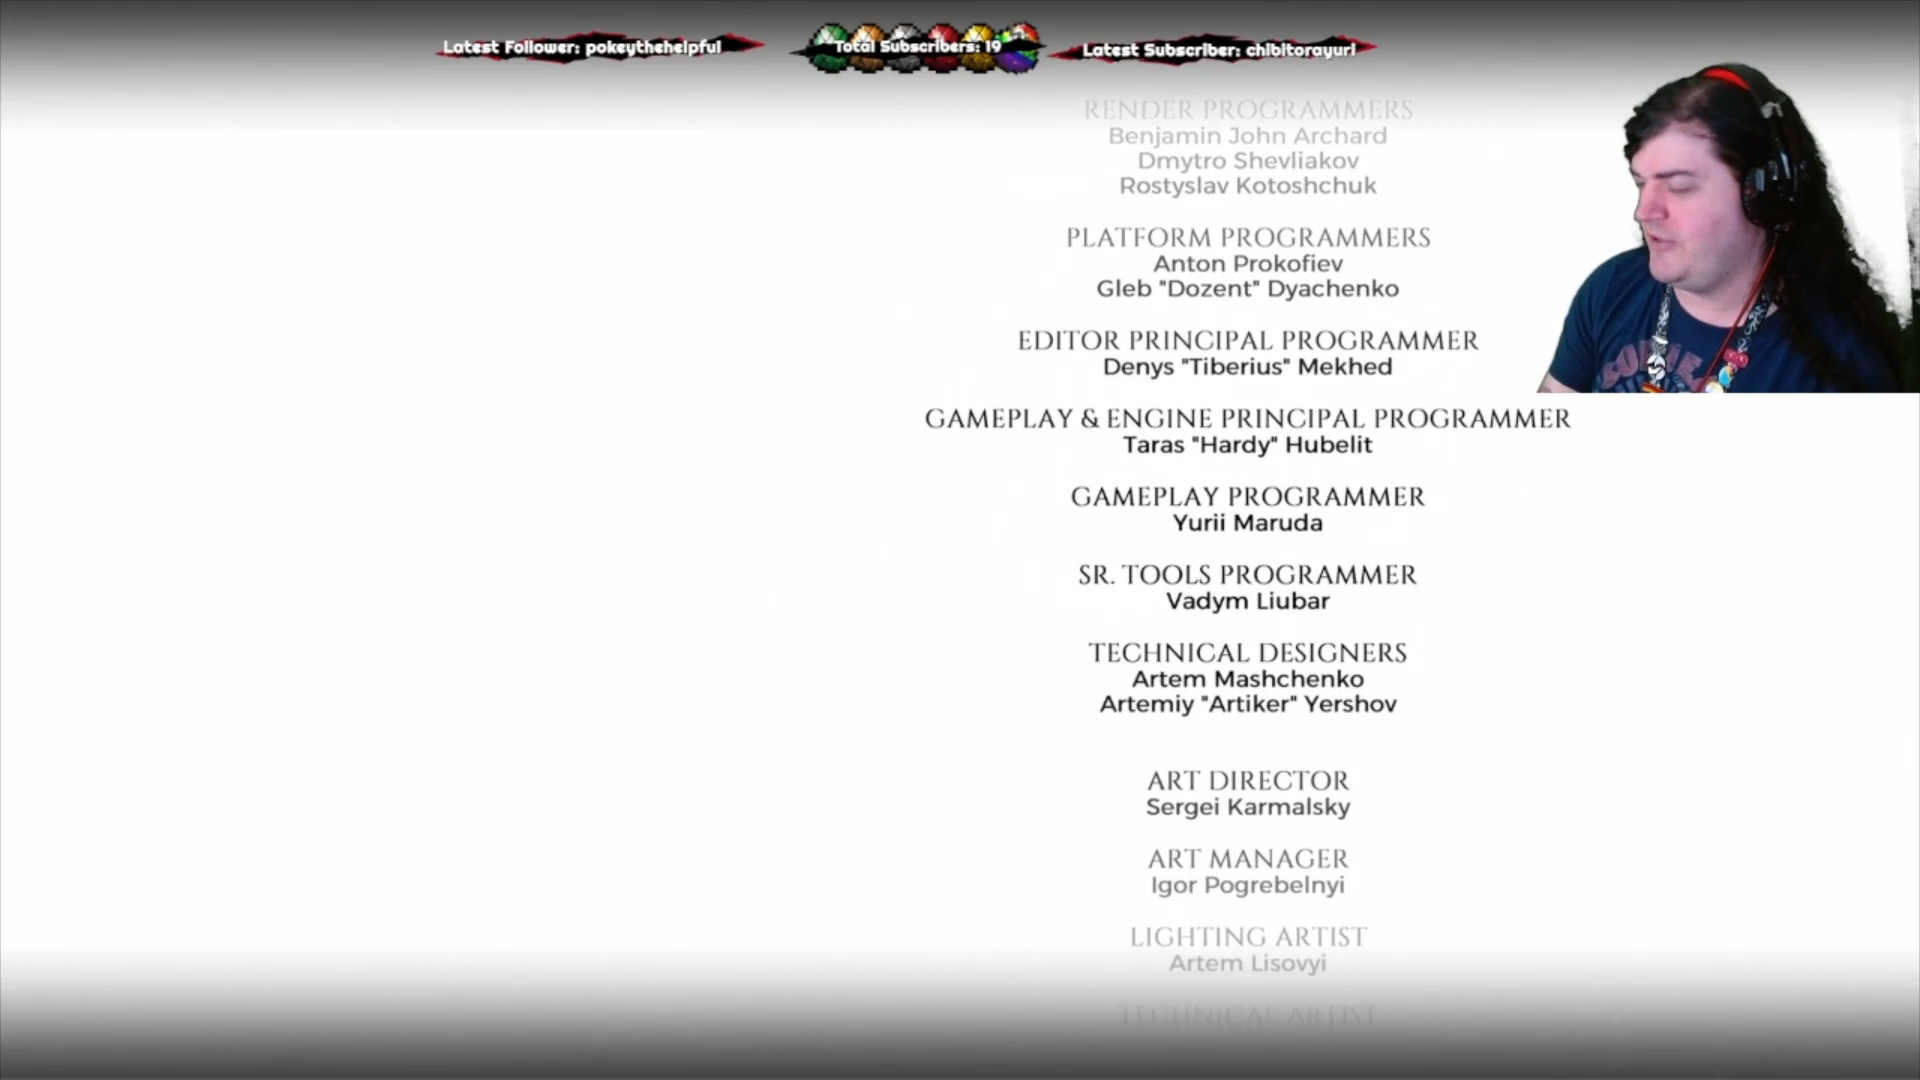 Latest Follower: pokeythehelpful
Total Subscribers: 19
Latest Subscriber: chibitorayuri
RENDER PROGRAMMERS
Benjamin John Archard
Dmytro Shevliakov
Rostyslav Kotoshchuk
PLATFORM PROGRAMMERS
Anton Prokofiev
Gleb "Dozent" Dyachenko
EDITOR PRINCIPAL PROGRAMMER
Denys "Tiberius" Mekhed
GAMEPLAY & ENGINE PRINCIPAL PROGRAMMER
Taras "Hardy" Hubelit
GAMEPLAY PROGRAMMER
Yurii Maruda
SR. TOOLS PROGRAMMER
Vadym Liubar
TECHNICAL DESIGNERS
Artem Mashchenko
Artemiy "Artiker" Yershov
ART DIRECTOR
Sergei Karmalsky
ART MANAGER
Igor Pogrebelnyi
LIGHTING ARTIST
Artem Lisovyi
TECHNICAL ARTIST